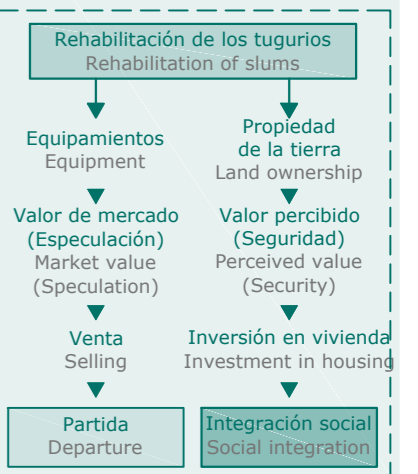 Rehabilitación de los tugurios
Rehabilitation of slums
Equipamientos
Equipment
Propiedad
de la tierra
Land ownership
Valor de mercado
(Especulación)
Market value
(Speculation)
Valor percibido
(Seguridad)
Perceived value
(Security)
Venta
Selling
Inversión en vivienda
Investment in housing
Partida
Departure
Integración social
Social integration